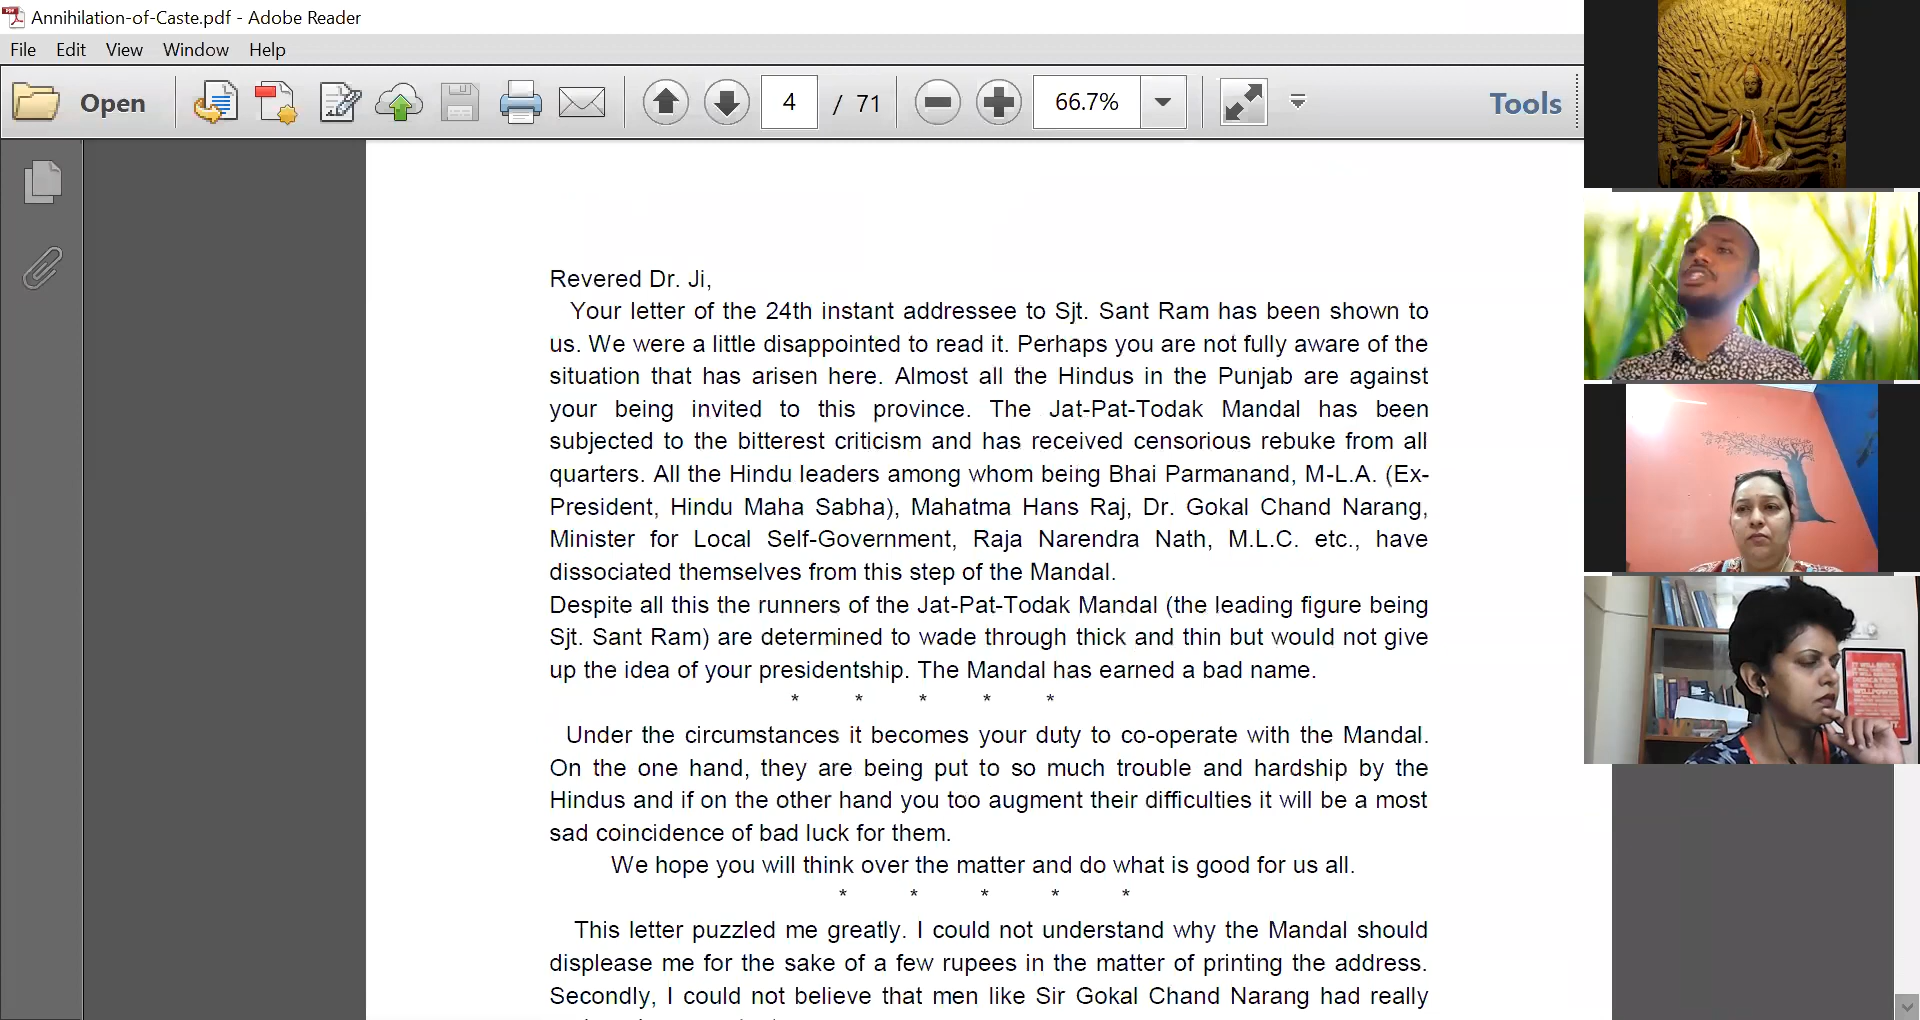 Annihilation-of-Caste.pdf - Adobe Reader
File Edit View Window Help
Open 4 / 71 66.7% Tools
Revered Dr. Ji,
Your letter of the 24th instant addressee to Sjt. Sant Ram has been shown to
us. We were a little disappointed to read it. Perhaps you are not fully aware of the
situation that has arisen here. Almost all the Hindus in the Punjab are against
your being invited to this province. The Jat-Pat-Todak Mandal has been
subjected to the bitterest criticism and has received censorious rebuke from all
quarters. All the Hindu leaders among whom being Bhai Parmanand, M-L.A. (Ex-
President, Hindu Maha Sabha), Mahatma Hans Raj, Dr. Gokal Chand Narang,
Minister for Local Self-Government, Raja Narendra Nath, M.L.C. etc., have
dissociated themselves from this step of the Mandal.
Despite all this the runners of the Jat-Pat-Todak Mandal (the leading figure being
Sjt. Sant Ram) are determined to wade through thick and thin but would not give
up the idea of your presidentship. The Mandal has earned a bad name.
* * * * *
Under the circumstances it becomes your duty to co-operate with the Mandal.
On the one hand, they are being put to so much trouble and hardship by the
Hindus and if on the other hand you too augment their difficulties it will be a most
sad coincidence of bad luck for them.
We hope you will think over the matter and do what is good for us all.
* * * * *
This letter puzzled me greatly. I could not understand why the Mandal should
displease me for the sake of a few rupees in the matter of printing the address.
Secondly, I could not believe that men like Sir Gokal Chand Narang had really